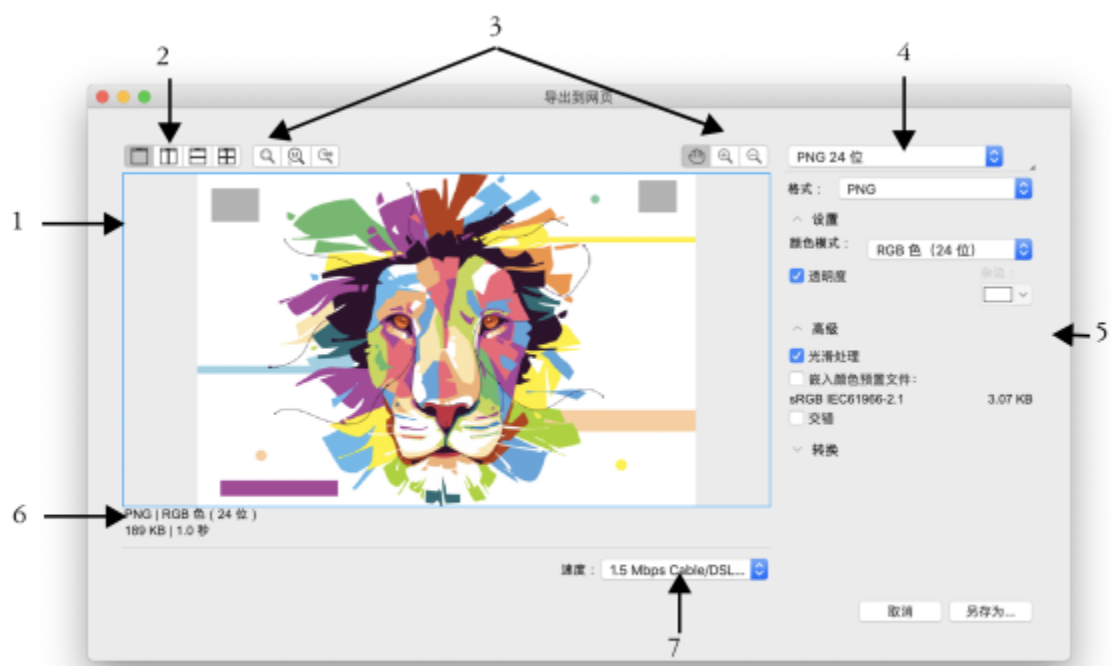 3
2
4
导出到网页
PNG 24 位
1
格式： PNG
设置
颜色模式： RGB 色（24 位）
透明度
杂边：
5
高级
光滑处理
嵌入颜色预置文件：
sRGB IEC61966-2.1 3.07 KB
交错
转换
6
PNG | RGB 色 ( 24 位 )
189 KB | 1.0 秒
速度： 1.5 Mbps Cable/DSL...
取消 另存为...
7